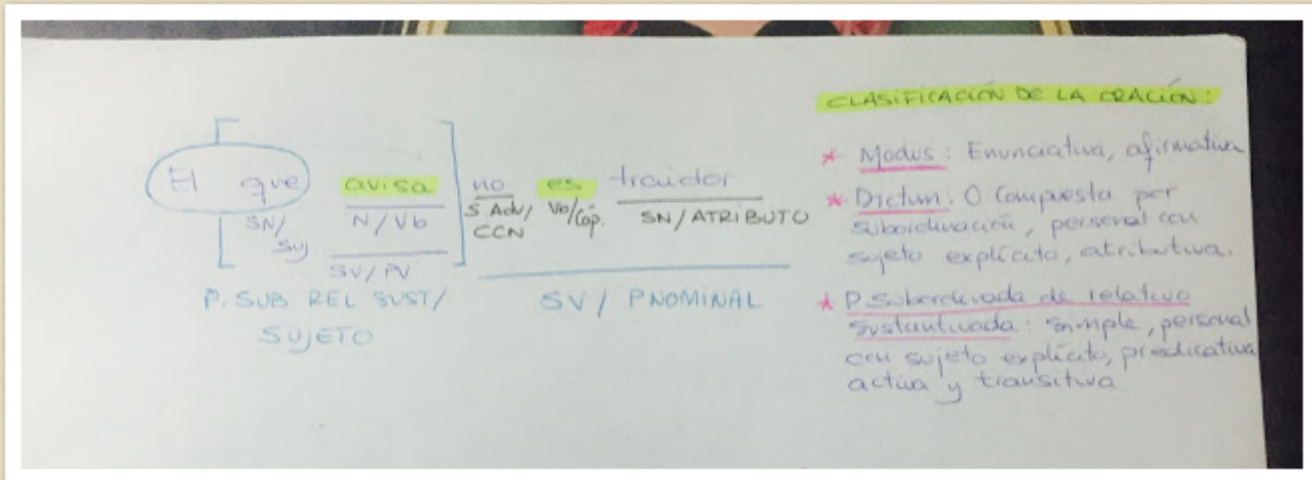 El que avisa no es traidor
SN/ Suj.
N/Vb
SV/PV
S Adv/ CCN
Vb/Cóp.
SN/ATRIBUTO
P. SUB REL SUST/
SUJETO
SV / PNOMINAL
CLASIFICACIÓN DE LA ORACIÓN:
* Modus: Enunciativa, afirmativa
* Dictum: O Compuesta por
subordinación, personal con
sujeto explícito, atributiva.
* P. Subordinada de relativo
sustantivada: simple, personal
con sujeto explícito, predicativa
activa y transitiva